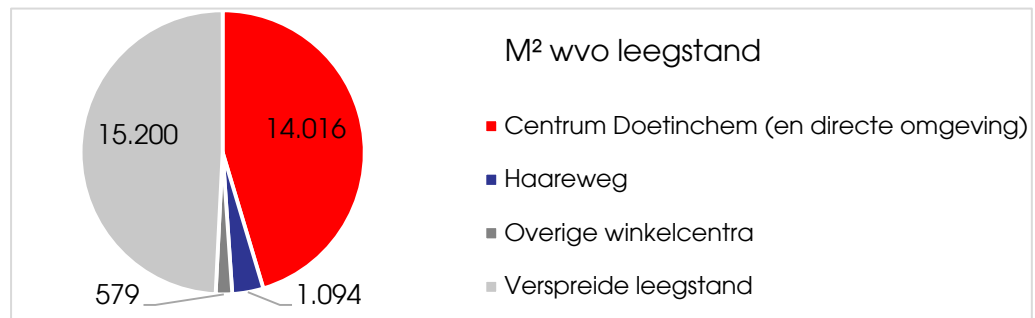 M² wvo leegstand
15.200
14.016
Centrum Doetinchem (en directe omgeving)
Haareweg
Overige winkelcentra
Verspreide leegstand
579
1.094